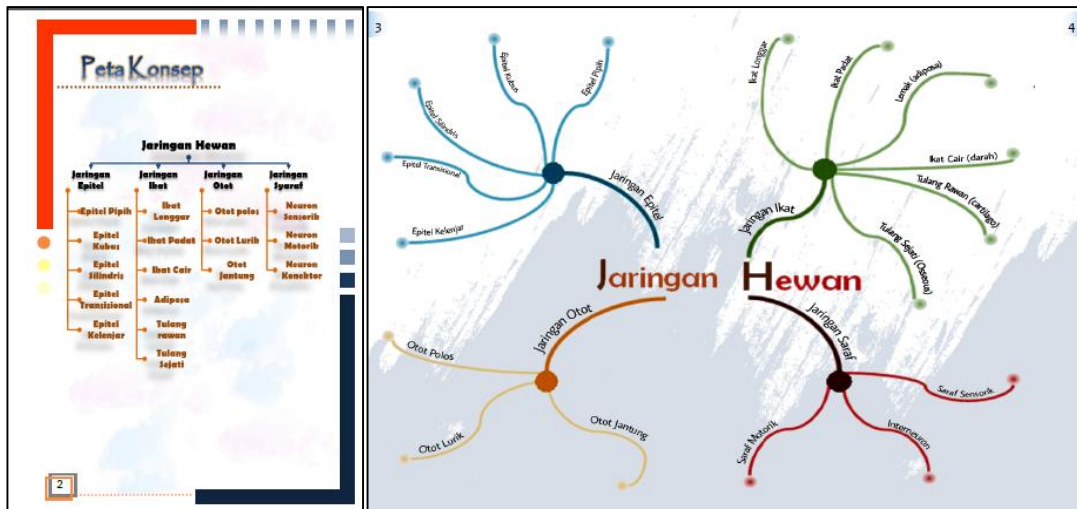 Peta Konsep
Jaringan Hewan
Jaringan
Epitel
Epitel Pipih
Epitel
Kubus
Epitel
Silindris
Epitel
Transisional
Epitel
Kelenjar
Jaringan
Ikat
Ikat
Longgar
Ikat Padat
Ikat Cair
Adiposa
Tulang
rawan
Tulang
Sejati
Jaringan
Otot
Otot polos
Otot Lurik
Otot
Jantung
Jaringan
Syaraf
Neuron
Sensorik
Neuron
Motorik
Neuron
Konektor
2
3
4
Jaringan Hewan
Jaringan Epitel
Epitel Pipih
Epitel Kubus
Epitel Silindris
Epitel Transisional
Epitel Kelenjar
Jaringan Ikat
Ikat Longgar
Ikat Padat
Lemak (adiposa)
Ikat Cair (darah)
Tulang Rawan (cartilago)
Tulang Sejati (Osseus)
Jaringan Otot
Otot Polos
Otot Lurik
Otot Jantung
Jaringan Saraf
Saraf Sensorik
Interneuron
Saraf Motorik